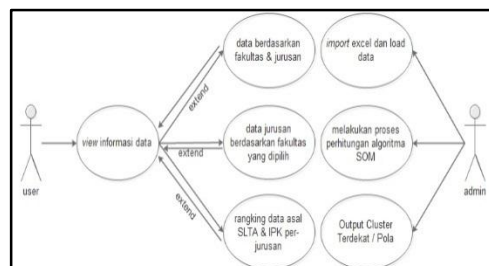 data berdasarkan
fakultas & jurusan
import excel dan load
data
extend
view informasi data
data jurusan
berdasarkan fakultas
yang dipilih
extend
melakukan proses
perhitungan algoritma
SOM
user
admin
extend
rangking data asal
SLTA & IPK per-
jurusan
Output Cluster
Terdekat / Pola